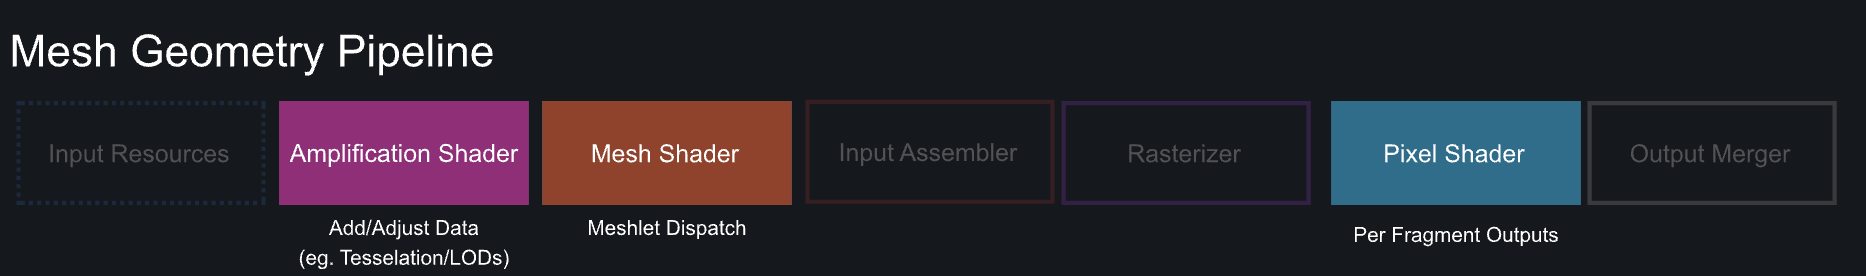 Mesh Geometry Pipeline
Input Resources
Amplification Shader
Mesh Shader
Input Assembler
Rasterizer
Pixel Shader
Output Merger
Add/Adjust Data
(eg. Tesselation/LODs)
Meshlet Dispatch
Per Fragment Outputs